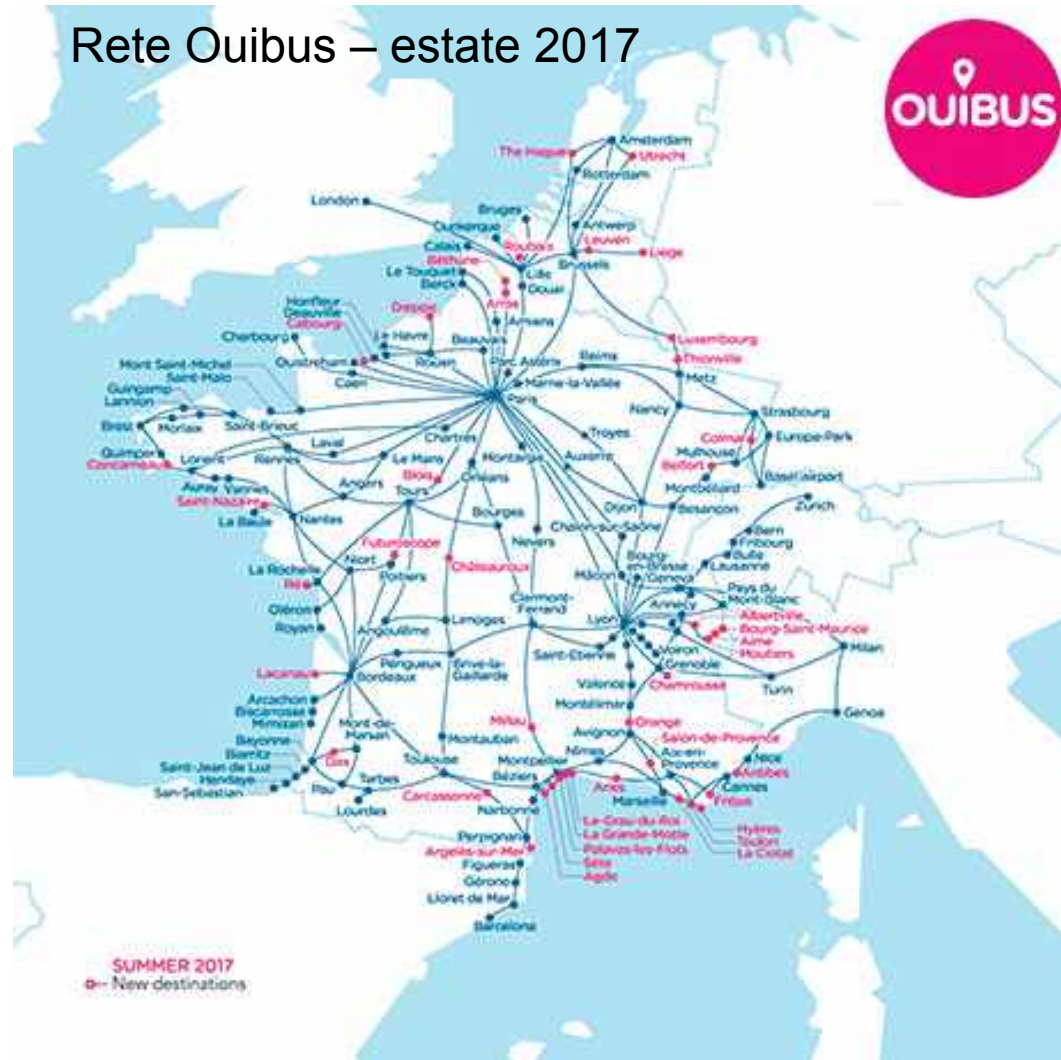 Rete Ouibus – estate 2017
OUIBUS
Amsterdam
The Hague
Utrecht
Rotterdam
London
Bruges
Dunkerque
Antwerp
Calais
Roubaix
Leuven
Béthune
Liege
Le Touquet
Lille
Brussels
Berck
Douai
Arras
Honfleur
Deauville
Dieppe
Cabourg
Amiens
Cherbourg
Le Havre
Beauvais
Luxembourg
Ouistreham
Rouen
Parc Astérix
Reims
Thionville
Mont Saint-Michel
Caen
Marne-la-Vallée
Metz
Saint-Malo
Paris
Guingamp
Lannion
Nancy
Strasbourg
Brest
Morlaix
Saint-Brieuc
Chartres
Troyes
Colmar
Europe-Park
Quimper
Laval
Mulhouse
Concarneau
Lorient
Rennes
Le Mans
Montargis
Auxerre
Belfort
Blois
Orléans
Montbéliard
Basel airport
Auray
Vannes
Angers
Tours
Saint-Nazaire
Dijon
Besançon
Zurich
La Baule
Nantes
Bourges
Chalon-sur-Saône
Bern
Nevers
Fribourg
Futuroscope
Bourg-
en-Bresse
Bulle
La Rochelle
Niort
Châteauroux
Lausanne
Ré
Poitiers
Mâcon
Geneva
Pays du
Mont-Blanc
Oléron
Clermont-
Ferrand
Annecy
Albertville
Royan
Angoulême
Limoges
Lyon
Bourg-Saint-Maurice
Aime
Voiron
Moutiers
Milan
Saint-Etienne
Grenoble
Lacanau
Périgueux
Brive-la-
Gaillarde
Bordeaux
Valence
Chamrousse
Turin
Arcachon
Biscarrosse
Montélimar
Genoa
Mimizan
Mont-de-
Marsan
Millau
Orange
Montauban
Avignon
Salon-de-Provence
Bayonne
Nîmes
Aix-en-
Provence
Biarritz
Dax
Toulouse
Montpellier
Nice
Saint-Jean de Luz
Tarbes
Béziers
Antibes
Hendaye
Pau
Arles
Cannes
San-Sebastian
Carcassonne
Marseille
Fréjus
Lourdes
Narbonne
Le-Grau-du-Roi
La Grande-Motte
Hyères
Perpignan
Palavas-les-Flots
Toulon
Argelès-sur-Mer
Sète
La Ciotat
Figueras
Agde
Gérone
Lloret de Mar
Barcelona
SUMMER 2017
New destinations